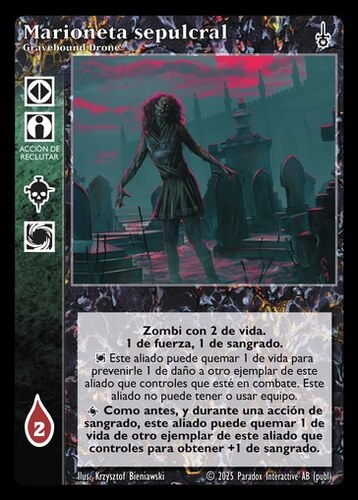 Marioneta sepulcral
Gravebound Drone
ACCIÓN DE
RECLUTAR
Zombi con 2 de vida.
1 de fuerza, 1 de sangrado.
Este aliado puede quemar 1 de vida para
prevenirle 1 de daño a otro ejemplar de este
aliado que controles que esté en combate. Este
aliado no puede tener o usar equipo.
Como antes, y durante una acción de
sangrado, este aliado puede quemar 1 de
vida de otro ejemplar de este aliado que
controles para obtener +1 de sangrado.
2
Ilus: Krzysztof Bieniawski © 2025 Paradox Interactive AB (publ)